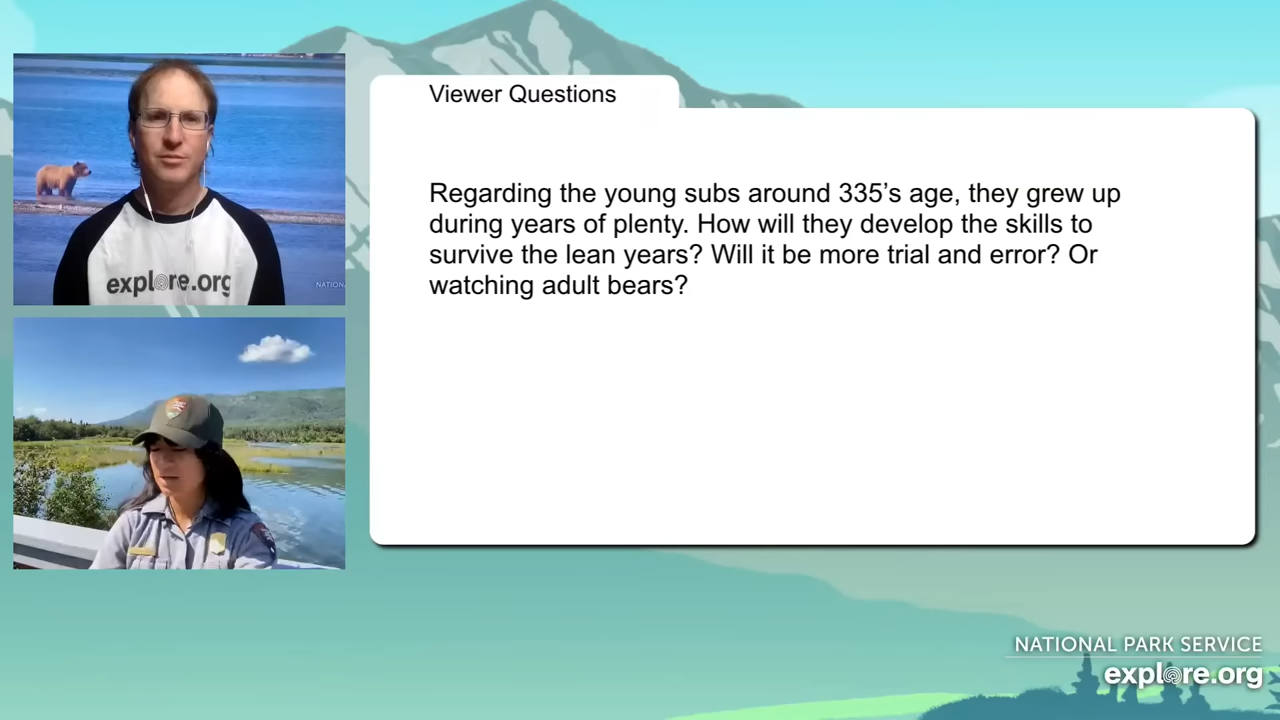 Viewer Questions
Regarding the young subs around 335’s age, they grew up
during years of plenty. How will they develop the skills to
survive the lean years? Will it be more trial and error? Or
watching adult bears?
explore.org
NATIONA
NATIONAL PARK SERVICE
explore.org